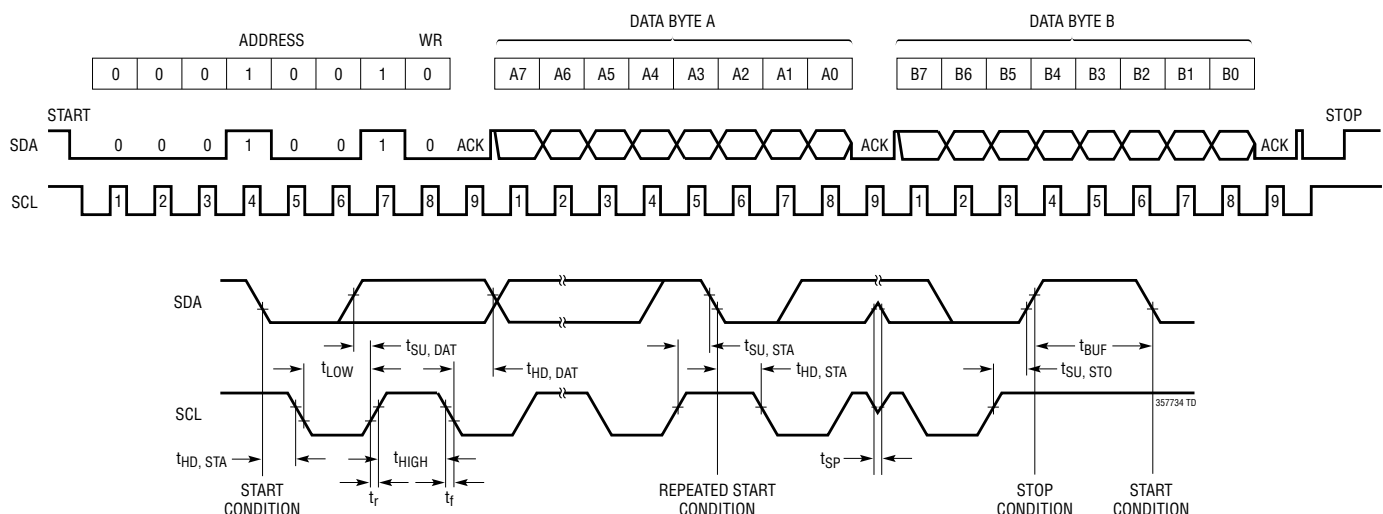 ADDRESS WR DATA BYTE A DATA BYTE B
0 0 0 1 0 0 1 0 A7 A6 A5 A4 A3 A2 A1 A0 B7 B6 B5 B4 B3 B2 B1 B0
START STOP
SDA 0 0 0 1 0 0 1 0 ACK ACK ACK
SCL 1 2 3 4 5 6 7 8 9 1 2 3 4 5 6 7 8 9 1 2 3 4 5 6 7 8 9
SDA
tSU, DAT tSU, STA tBUF
tLOW tHD, DAT tHD, STA tSU, STO
SCL
357734 TD
tHD, STA tHIGH tSP
tr tf
START CONDITION
REPEATED START CONDITION
STOP CONDITION
START CONDITION